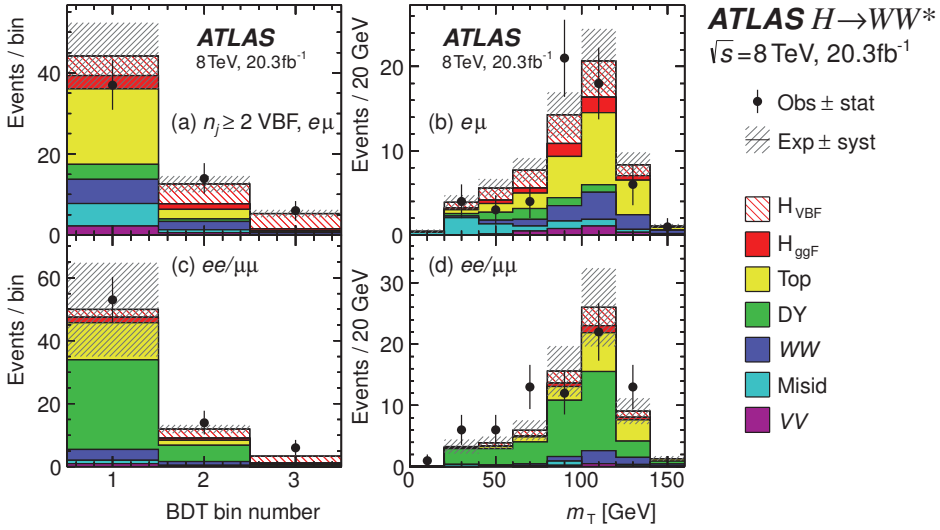 ATLAS
8 TeV, 20.3 fb-1
(a) nj ≥ 2 VBF, eμ
Events / bin
0
20
40
ATLAS
8 TeV, 20.3 fb-1
(b) eμ
Events / 20 GeV
0
10
20
(c) ee/μμ
Events / bin
0
20
40
60
1
2
3
BDT bin number
(d) ee/μμ
Events / 20 GeV
0
10
20
30
0
50
100
150
mT [GeV]
ATLAS H→WW*
√s = 8 TeV, 20.3 fb-1
Obs ± stat
Exp ± syst
HVBF
HggF
Top
DY
WW
Misid
VV